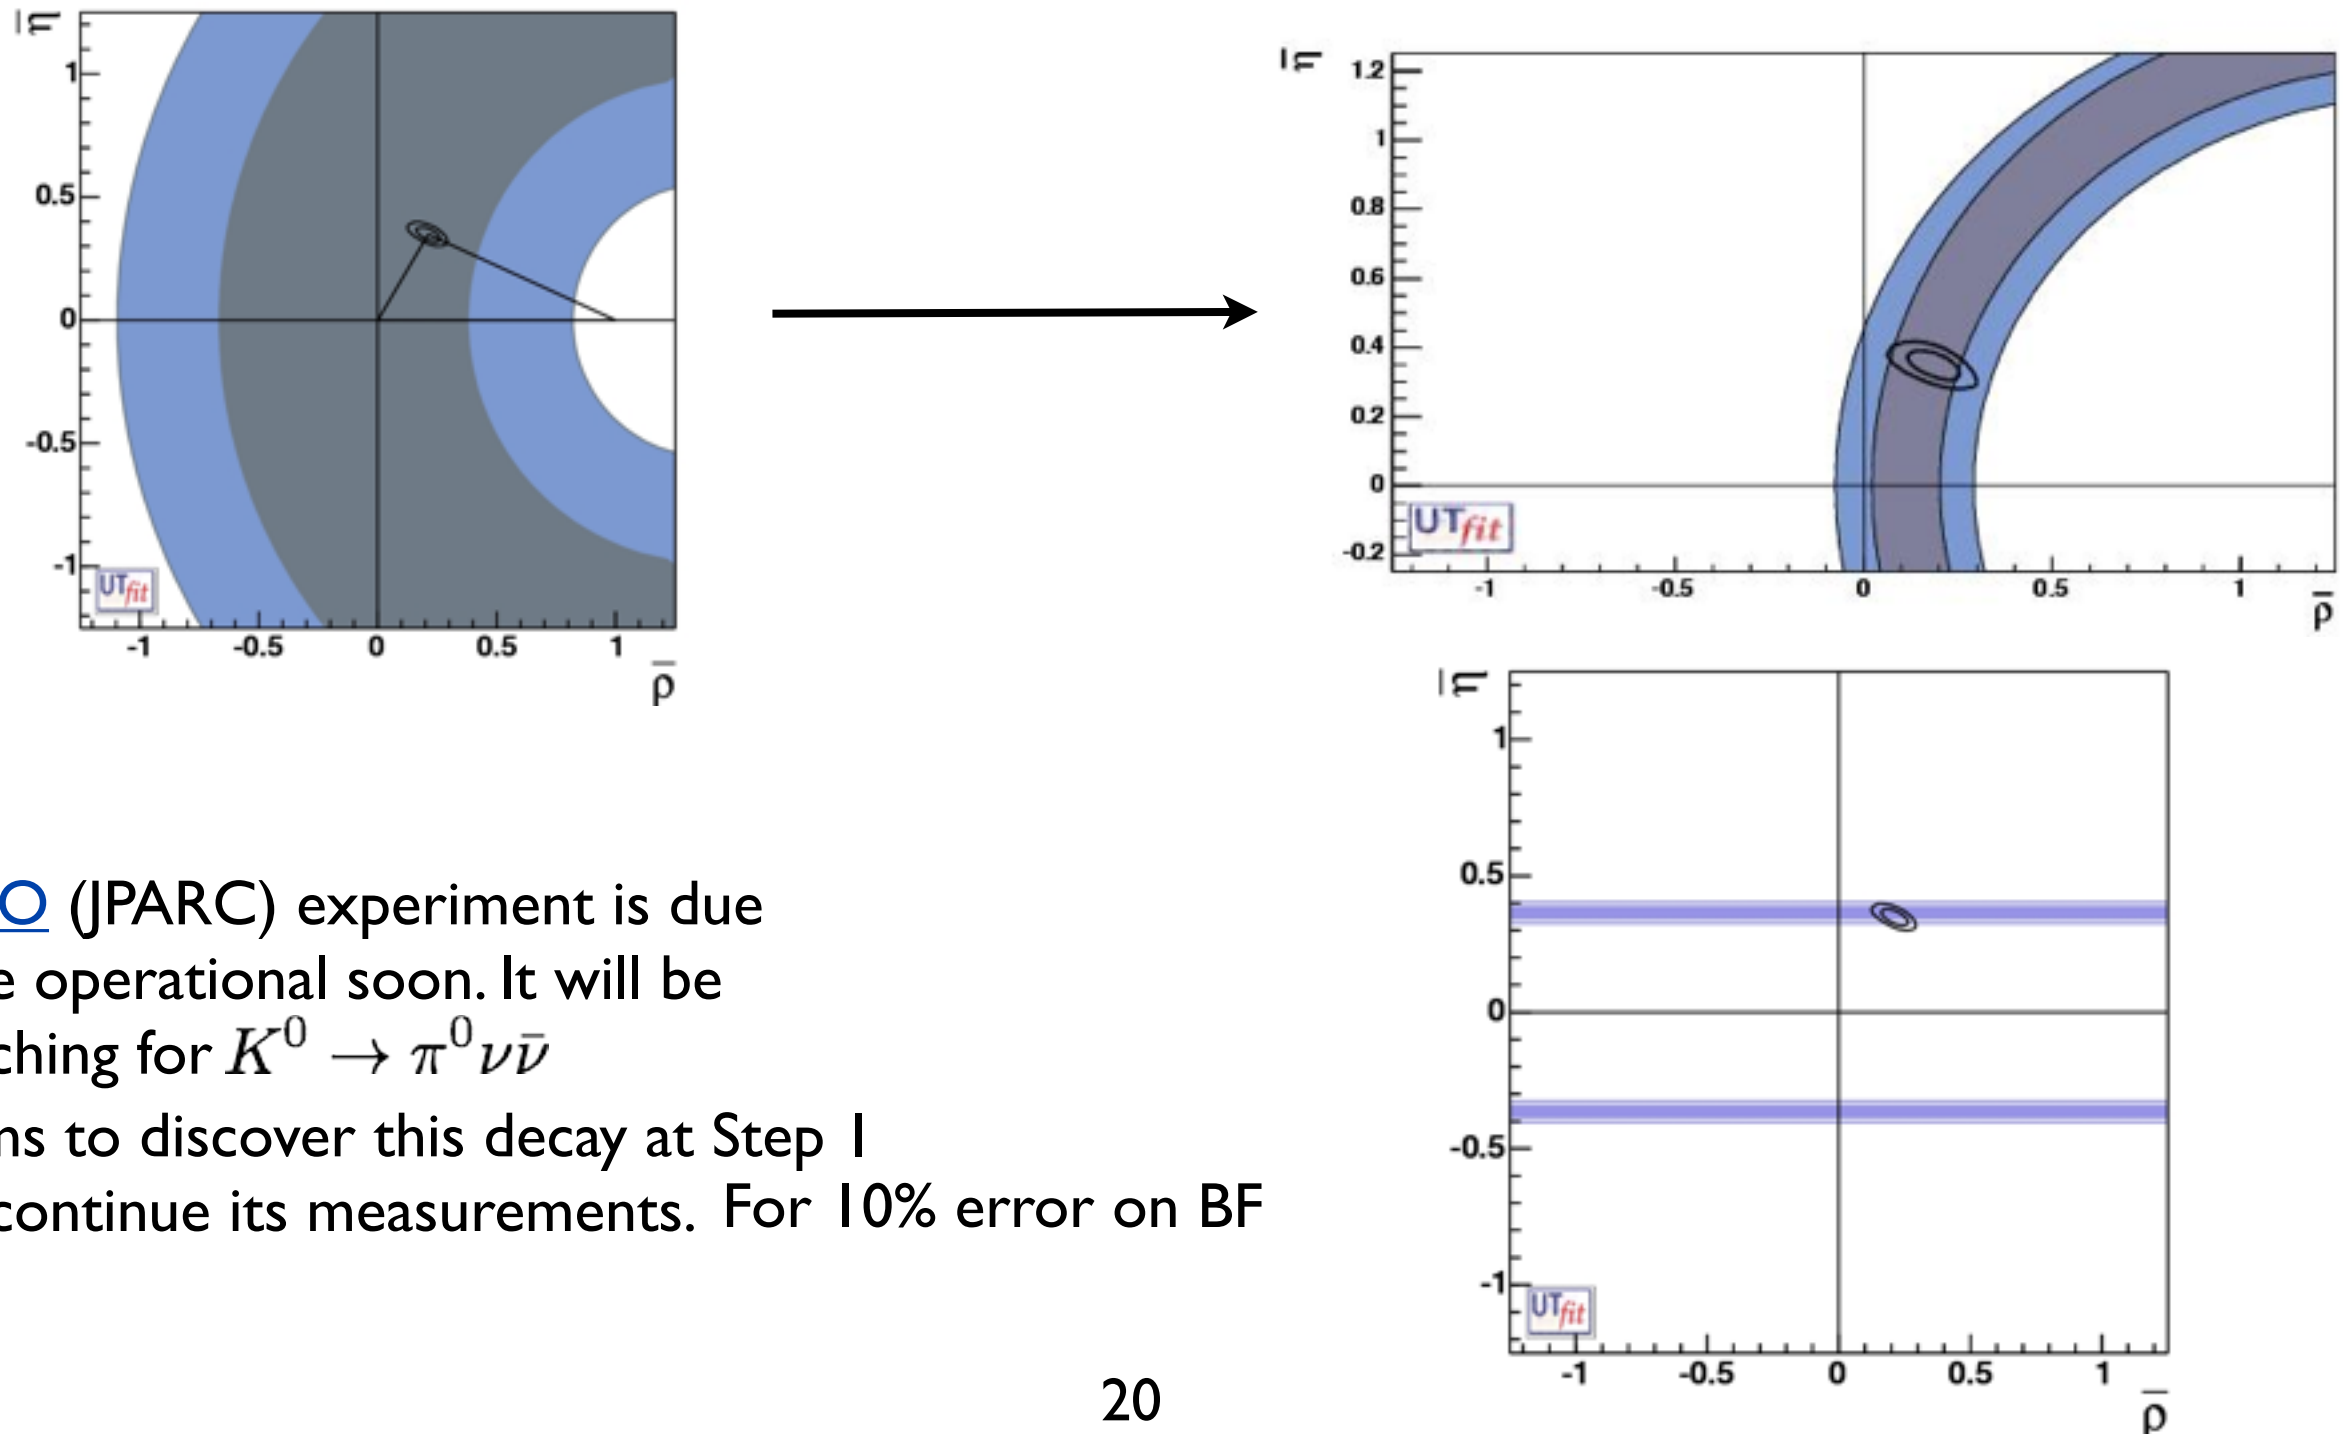 η̄
1
0.5
0
-0.5
-1
UTfit
-1 -0.5 0 0.5 1
ρ̄
η̄
1.2
1
0.8
0.6
0.4
0.2
0
-0.2
UTfit
-1 -0.5 0 0.5 1
ρ̄
η̄
1
0.5
0
-0.5
-1
UTfit
-1 -0.5 0 0.5 1
ρ̄
O (JPARC) experiment is due
e operational soon. It will be
ching for K⁰ → π⁰νν̄
ns to discover this decay at Step 1
continue its measurements. For 10% error on BF
20